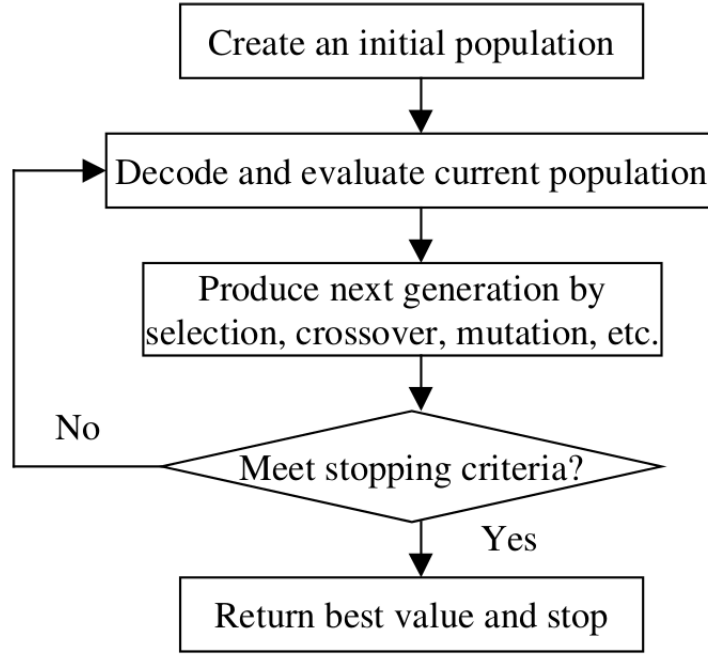 Create an initial population
Decode and evaluate current population
Produce next generation by
selection, crossover, mutation, etc.
No
Meet stopping criteria?
Yes
Return best value and stop